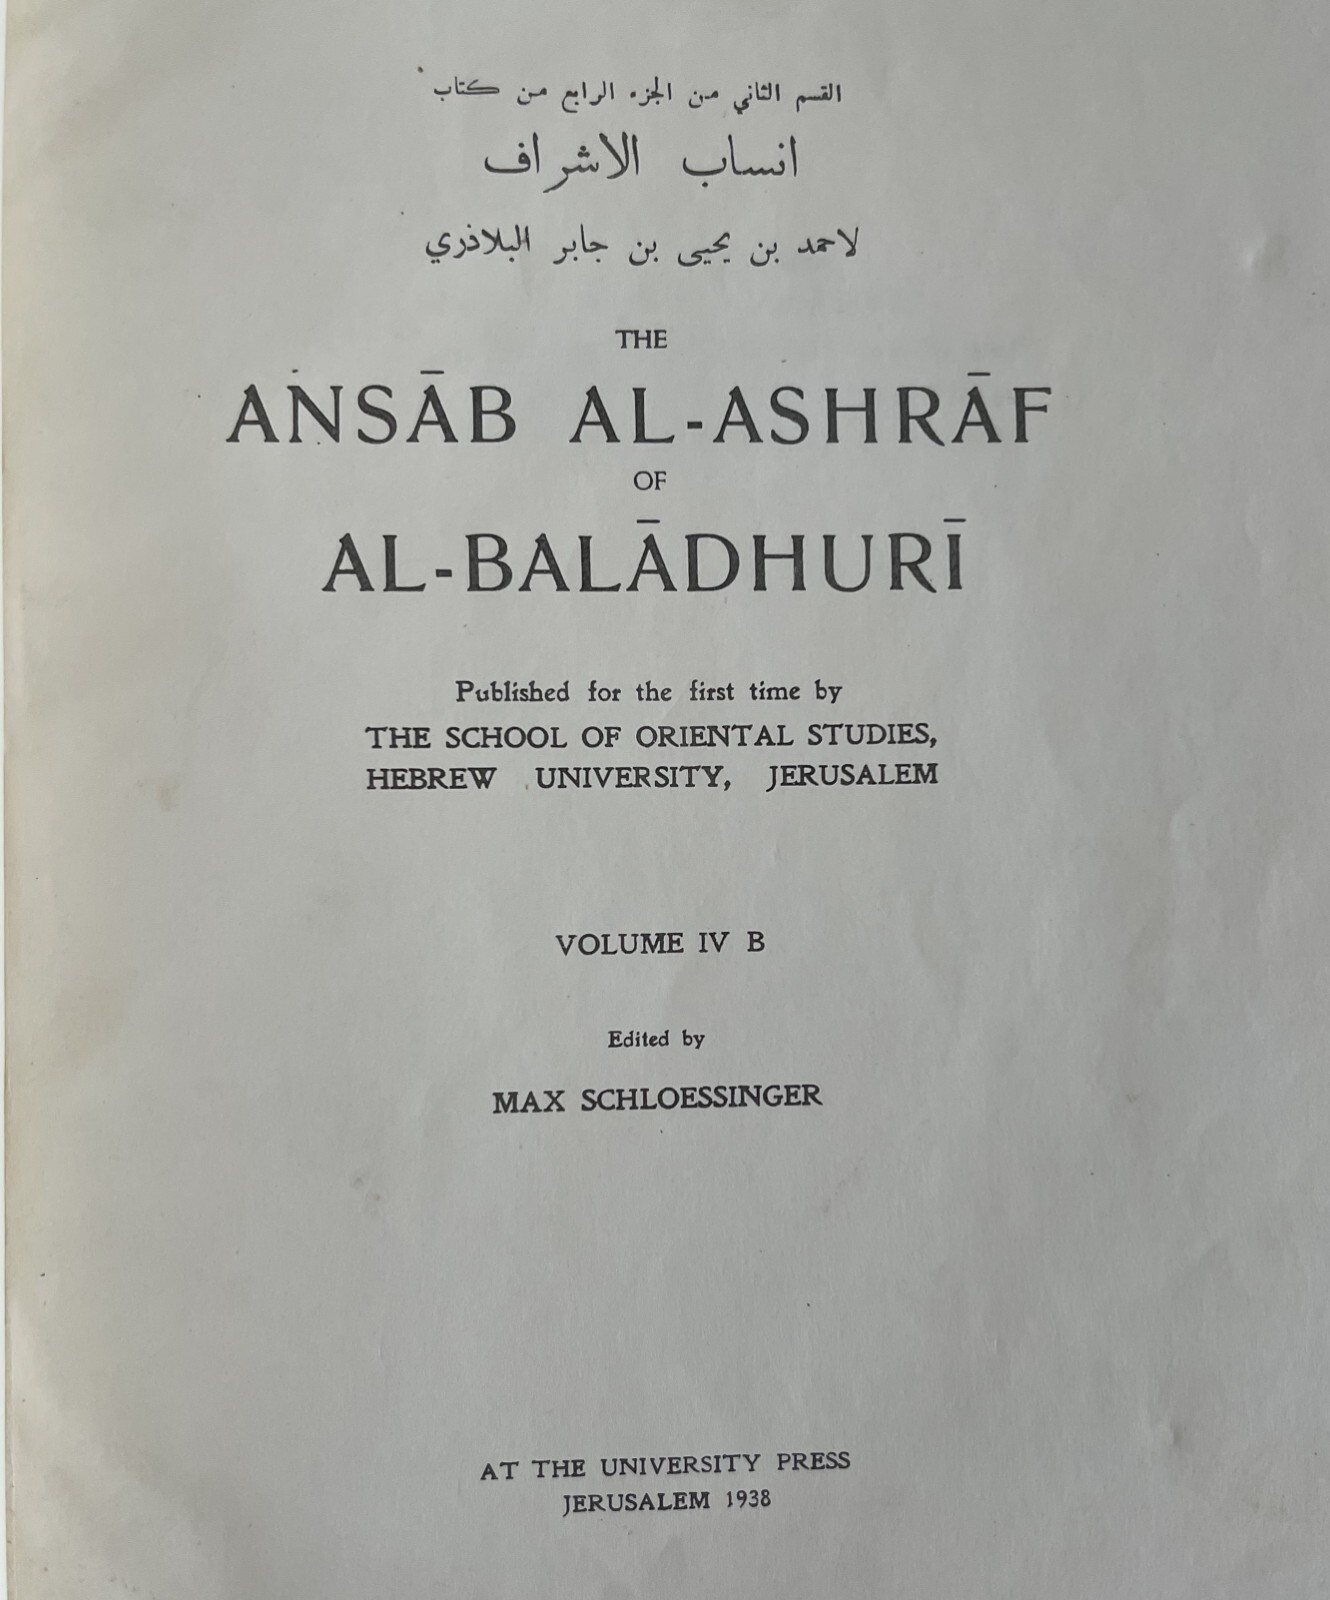 القسم الثاني من الجزء الرابع من كتاب
انساب الاشراف
لاحمد بن يحيى بن جابر البلاذري
THE
ANSĀB AL-ASHRĀF
OF
AL-BALĀDHURĪ
Published for the first time by
THE SCHOOL OF ORIENTAL STUDIES,
HEBREW UNIVERSITY, JERUSALEM
VOLUME IV B
Edited by
MAX SCHLOESSINGER
AT THE UNIVERSITY PRESS
JERUSALEM 1938